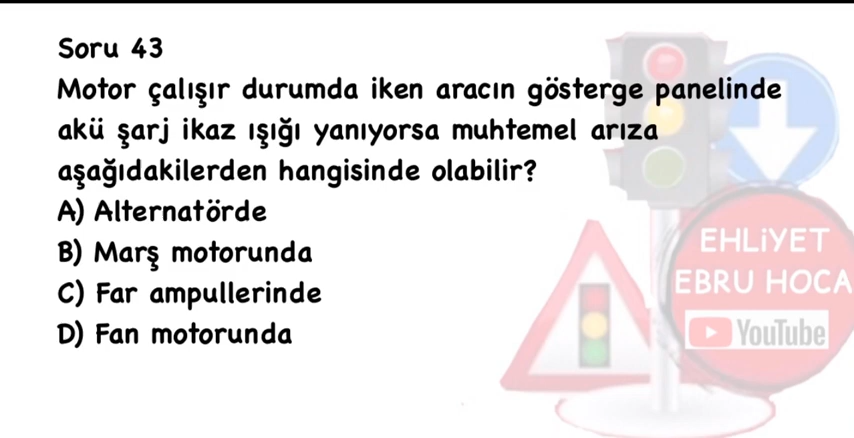 Soru 43
Motor çalışır durumda iken aracın gösterge panelinde
akü şarj ikaz ışığı yanıyorsa muhtemel arıza
aşağıdakilerden hangisinde olabilir?
A) Alternatörde
B) Marş motorunda
C) Far ampullerinde
D) Fan motorunda
EHLİYET
EBRU HOCA
YouTube